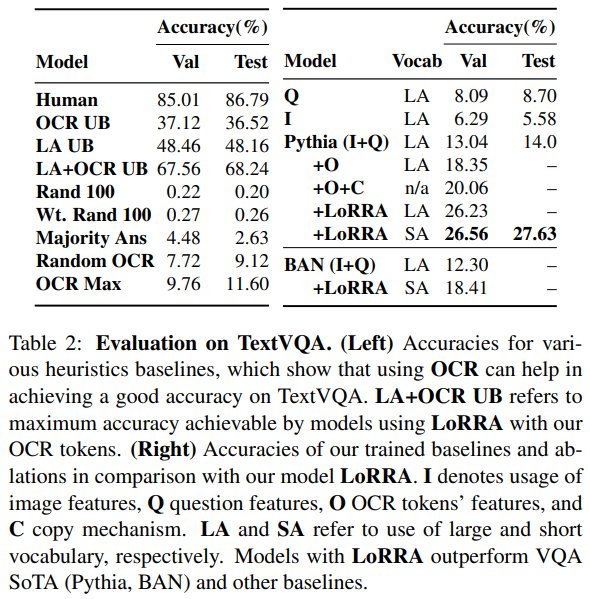 Accuracy(%)
Model Val Test
Human 85.01 86.79
OCR UB 37.12 36.52
LA UB 48.46 48.16
LA+OCR UB 67.56 68.24
Rand 100 0.22 0.20
Wt. Rand 100 0.27 0.26
Majority Ans 4.48 2.63
Random OCR 7.72 9.12
OCR Max 9.76 11.60
Accuracy(%)
Model Vocab Val Test
Q LA 8.09 8.70
I LA 6.29 5.58
Pythia (I+Q) LA 13.04 14.0
+O LA 18.35 –
+O+C n/a 20.06 –
+LoRRA LA 26.23 –
+LoRRA SA 26.56 27.63
BAN (I+Q) LA 12.30 –
+LoRRA SA 18.41 –
Table 2: Evaluation on TextVQA. (Left) Accuracies for var-
ious heuristics baselines, which show that using OCR can help in
achieving a good accuracy on TextVQA. LA+OCR UB refers to
maximum accuracy achievable by models using LoRRA with our
OCR tokens. (Right) Accuracies of our trained baselines and ab-
lations in comparison with our model LoRRA. I denotes usage of
image features, Q question features, O OCR tokens' features, and
C copy mechanism. LA and SA refer to use of large and short
vocabulary, respectively. Models with LoRRA outperform VQA
SoTA (Pythia, BAN) and other baselines.